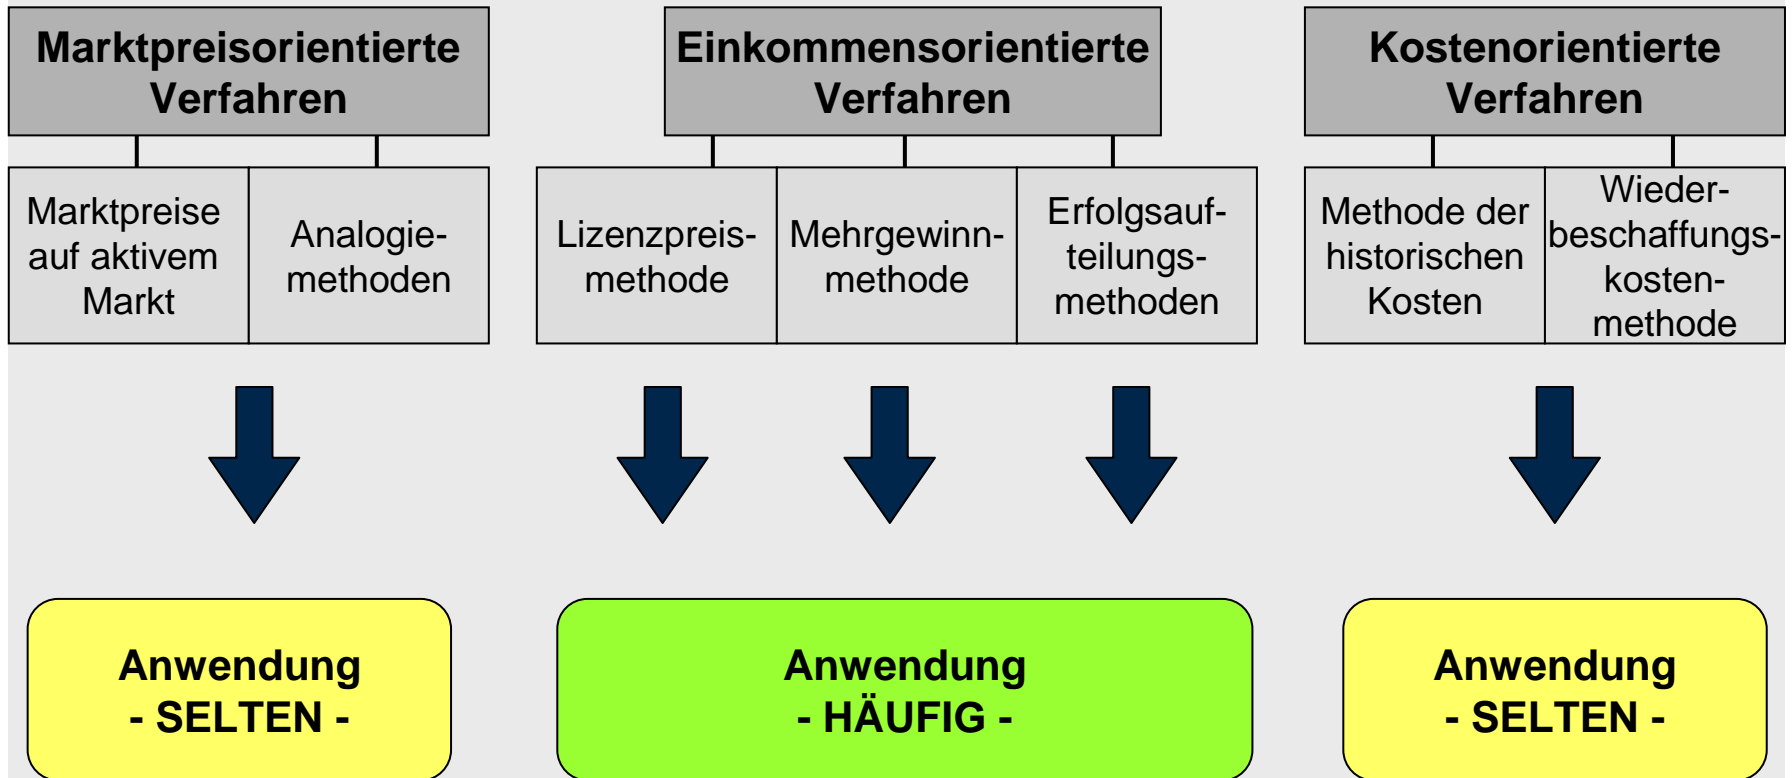 Marktpreisorientierte
Verfahren
Marktpreise
auf aktivem
Markt
Analogie-
methoden
Anwendung
- SELTEN -
Einkommensorientierte
Verfahren
Lizenzpreis-
methode
Mehrgewinn-
methode
Erfolgsauf-
teilungs-
methoden
Anwendung
- HÄUFIG -
Kostenorientierte
Verfahren
Methode der
historischen
Kosten
Wieder-
beschaffungs-
kosten-
methode
Anwendung
- SELTEN -